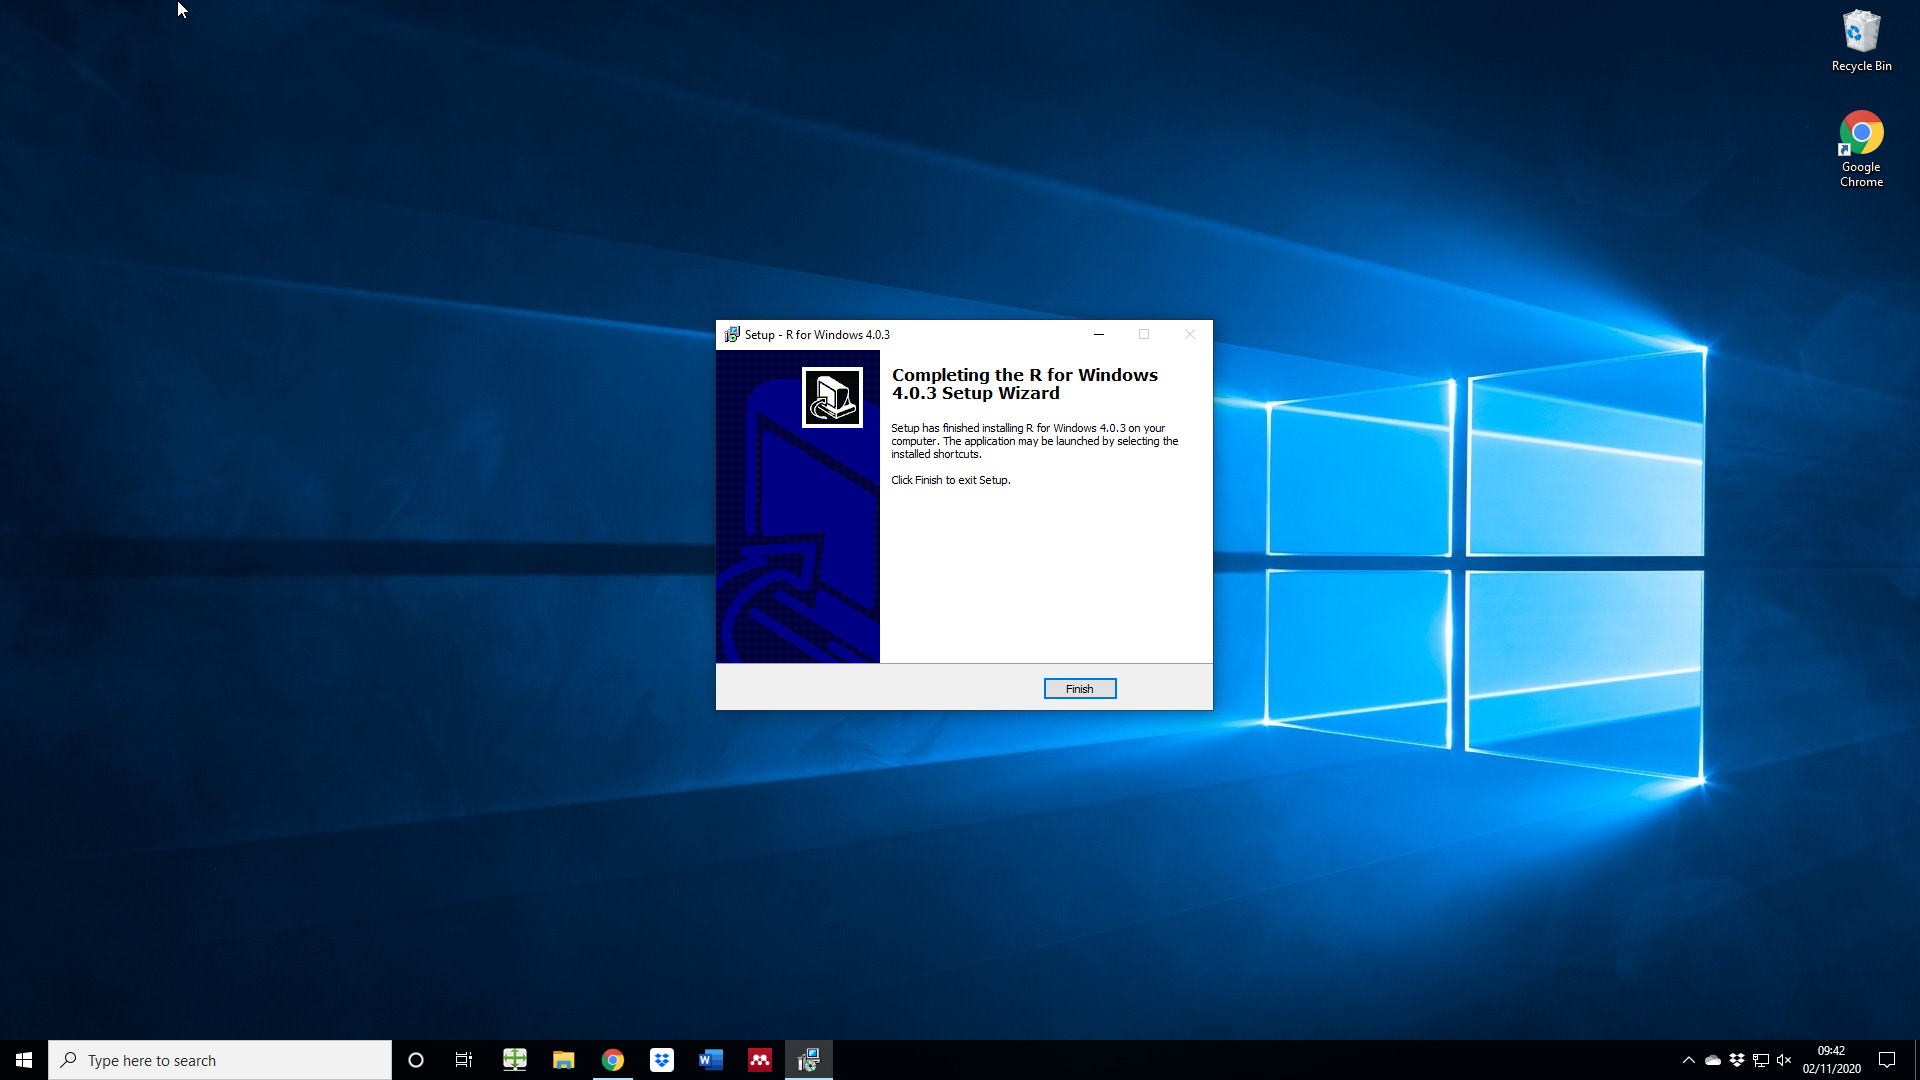 Recycle Bin
Google
Chrome
Setup - R for Windows 4.0.3
Completing the R for Windows
4.0.3 Setup Wizard
Setup has finished installing R for Windows 4.0.3 on your
computer. The application may be launched by selecting the
installed shortcuts.
Click Finish to exit Setup.
Finish
Type here to search
09:42
02/11/2020